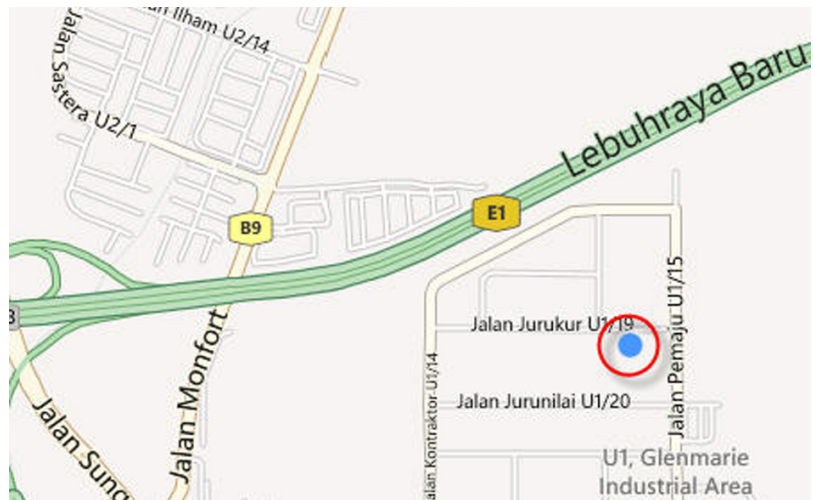 Ilham U2/14
Jalan Sastera U2/1
Lebuhraya Baru
E1
B9
Jalan Monfort
Jalan Pemaju U1/15
Jalan Jurukur U1/19
Jalan Kontraktor U1/14
Jalan Jurunilai U1/20
Jalan Sung
U1, Glenmarie
Industrial Area